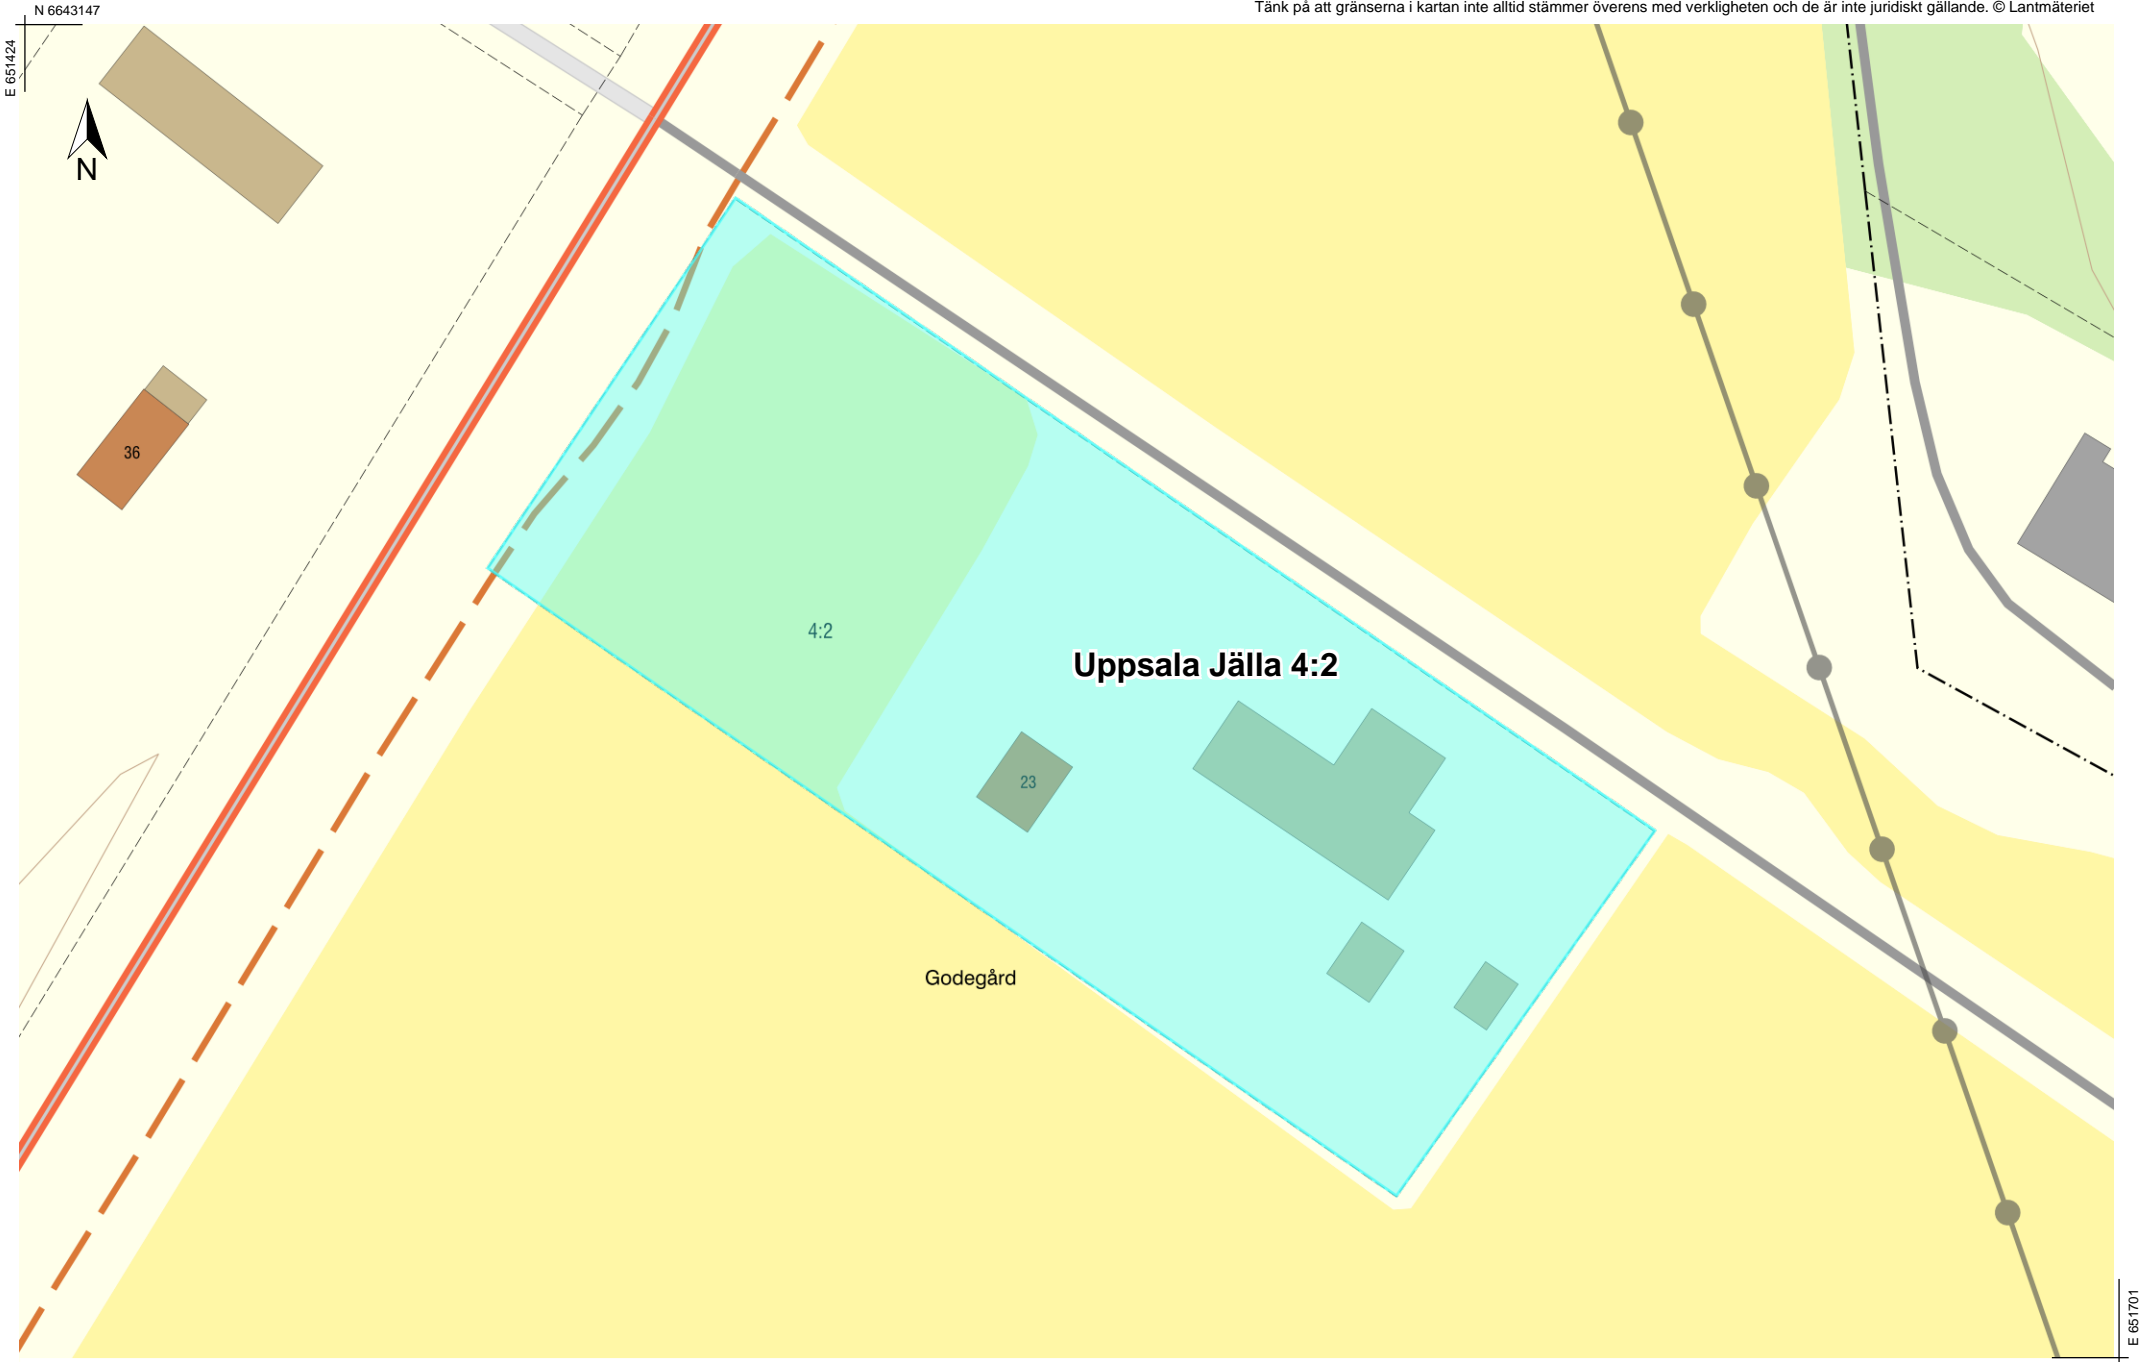 N 6643147
Tänk på att gränserna i kartan inte alltid stämmer överens med verkligheten och de är inte juridiskt gällande. © Lantmäteriet
E 651424
N
36
4:2
Uppsala Jälla 4:2
23
Godegård
E 651701